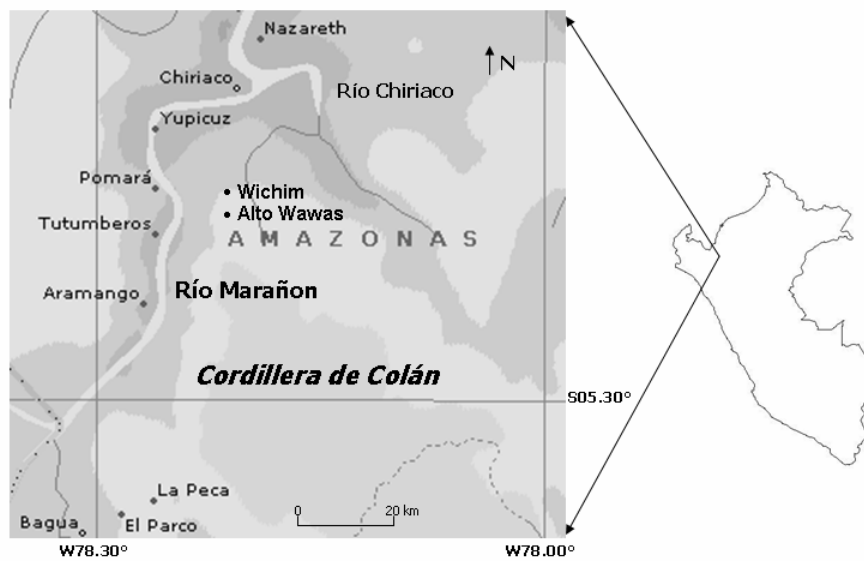 Nazareth
N
Chiriaco
Río Chiriaco
Yupicuz
Pomará
Wichim
Tutumberos
Alto Wawas
AMAZONAS
Aramango
Río Marañon
Cordillera de Colán
S05.30°
La Peca
0 20 km
Bagua
El Parco
W78.30°
W78.00°